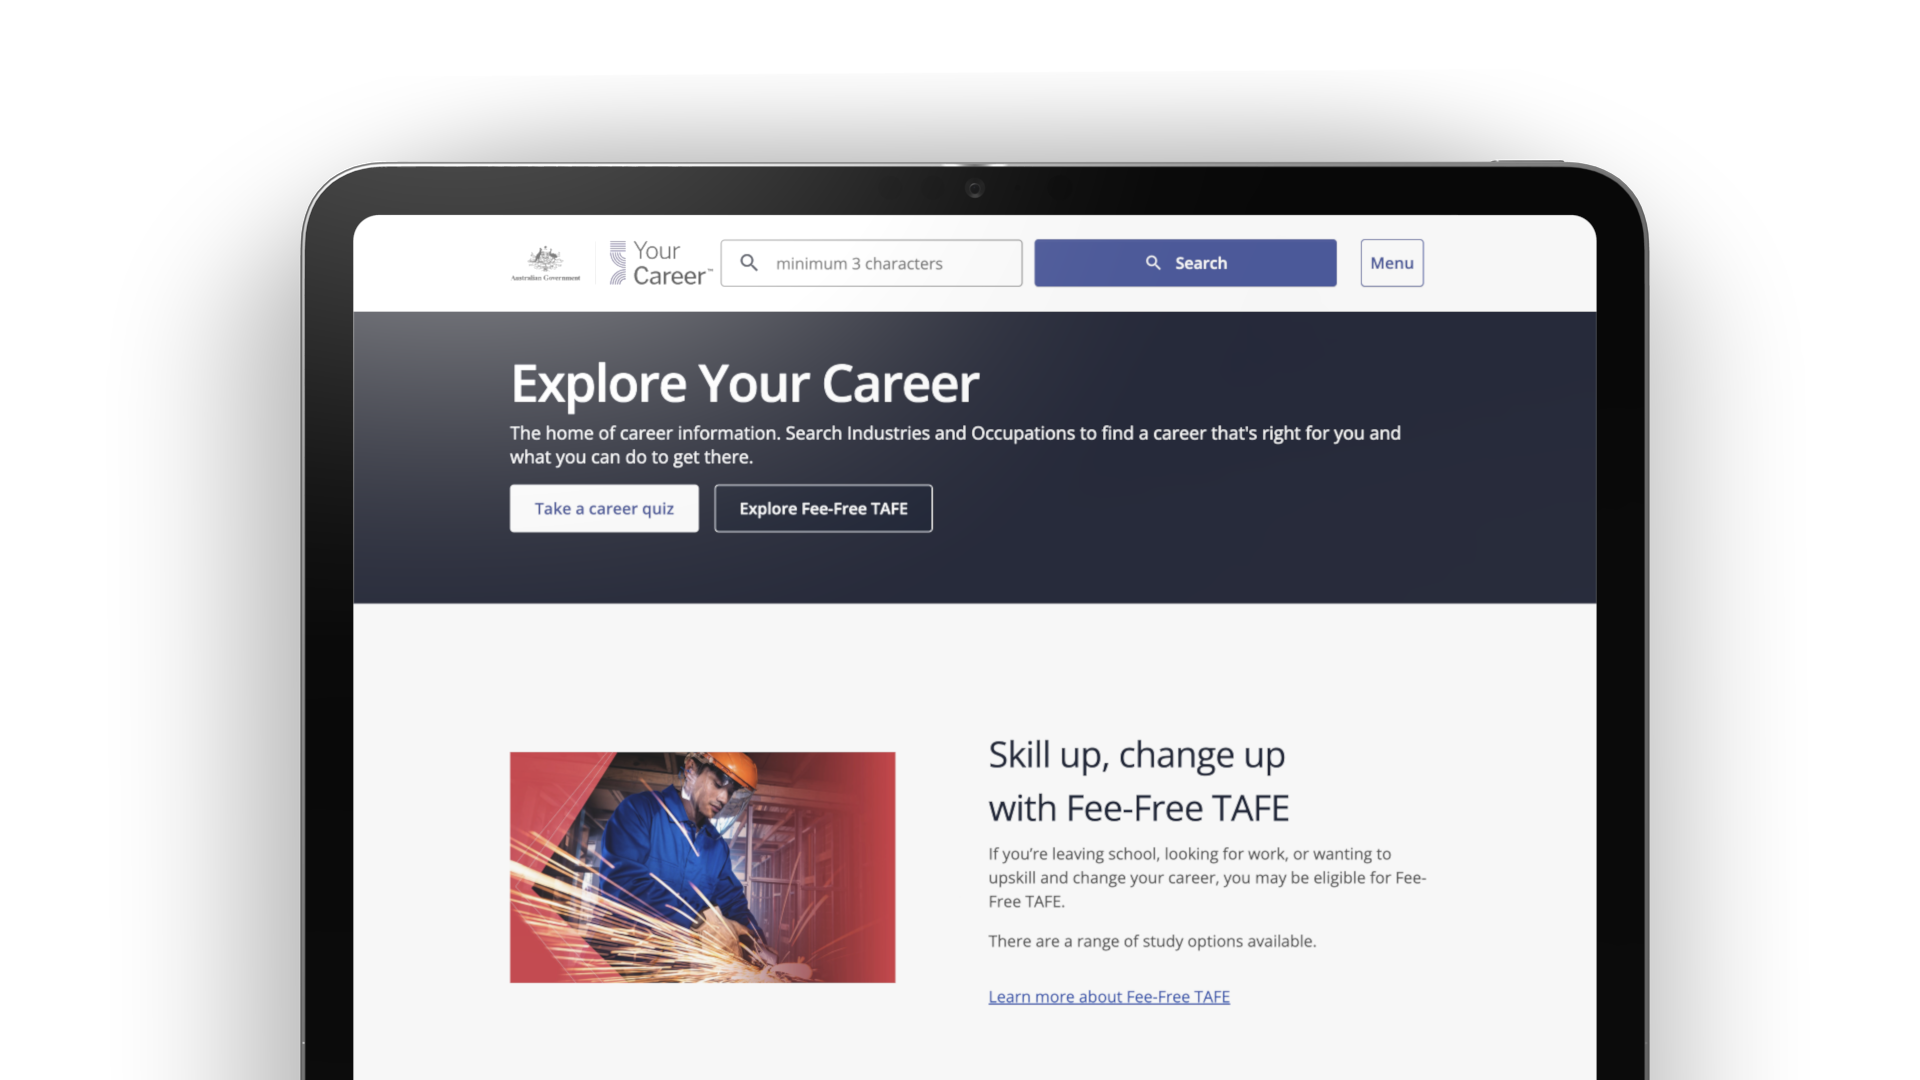 Australian Government
Your
Career™
minimum 3 characters
Search
Menu
Explore Your Career
The home of career information. Search Industries and Occupations to find a career that's right for you and
what you can do to get there.
Take a career quiz
Explore Fee-Free TAFE
Skill up, change up
with Fee-Free TAFE
If you’re leaving school, looking for work, or wanting to
upskill and change your career, you may be eligible for Fee-
Free TAFE.
There are a range of study options available.
Learn more about Fee-Free TAFE